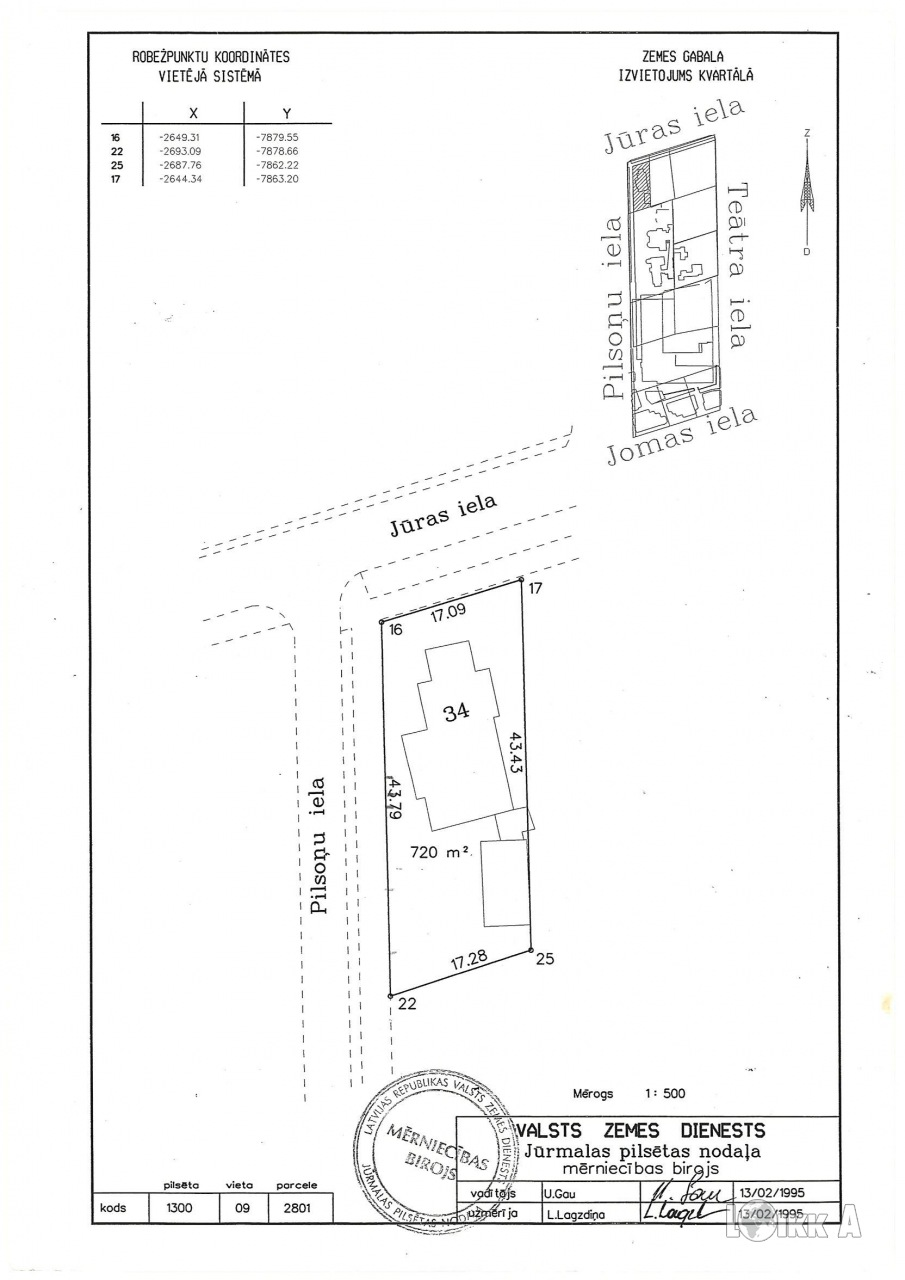 ROBEŽPUNKTU KOORDINĀTES
VIETĒJĀ SISTĒMĀ
X Y
16 -2649.31 -7879.55
22 -2693.09 -7878.66
25 -2687.76 -7862.22
17 -2644.34 -7863.20
ZEMES GABALA
IZVIETOJUMS KVARTĀLĀ
Jūras iela
Teātra iela
Pilsoņu iela
Jomas iela
Z
D
Jūras iela
17
17.09
16
34
43.43
43.79
Pilsoņu iela
720 m².
17.28
25
22
Mērogs 1: 500
LATVIJAS REPUBLIKAS VALSTS ZEMES DIENESTS
MĒRNIECĪBAS
BIROJS
JŪRMALAS PILSĒTAS NODAĻA
VALSTS ZEMES DIENESTS
Jūrmalas pilsētas nodaļa
mērniecības birojs
vadītājs U.Gau 13/02/1995
uzmērīja L.Lagzdiņa 13/02/1995
pilsēta vieta parcele
kods 1300 09 2801